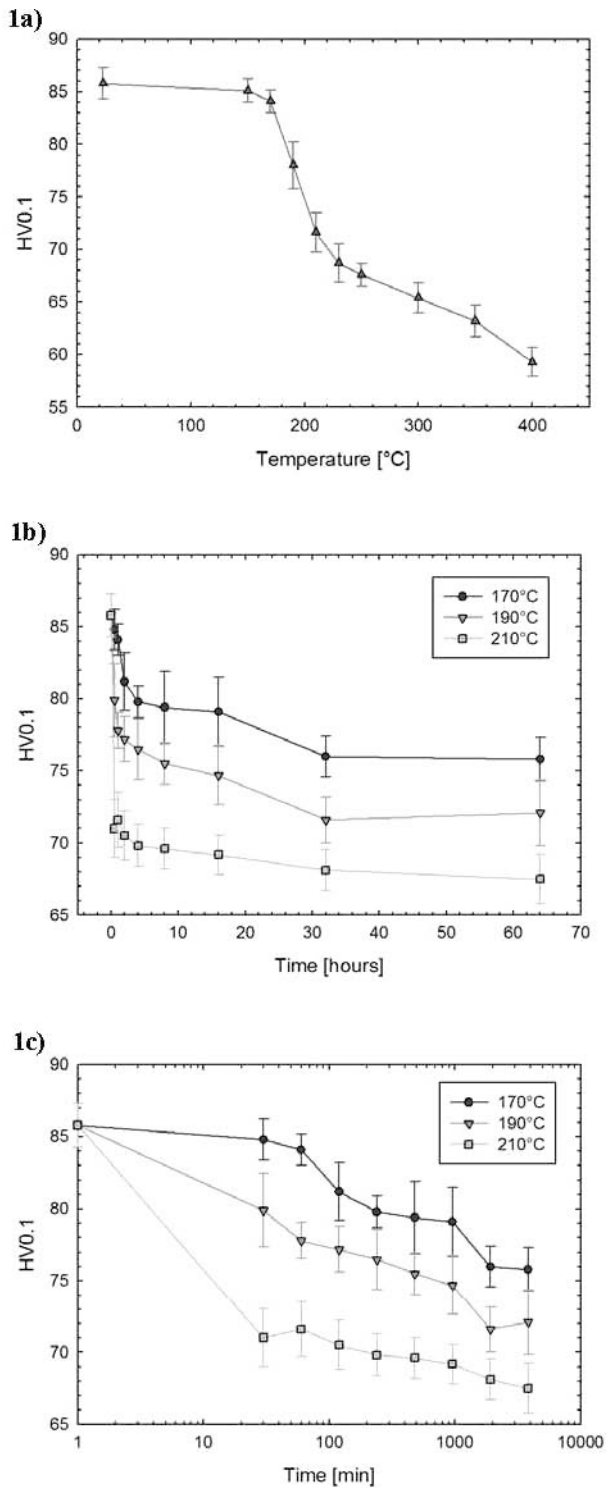 1a)
90
85
80
75
70
65
60
55
HV0.1
0 100 200 300 400
Temperature [°C]
1b)
90
85
80
75
70
65
HV0.1
170°C
190°C
210°C
0 10 20 30 40 50 60 70
Time [hours]
1c)
90
85
80
75
70
65
HV0.1
170°C
190°C
210°C
1 10 100 1000 10000
Time [min]